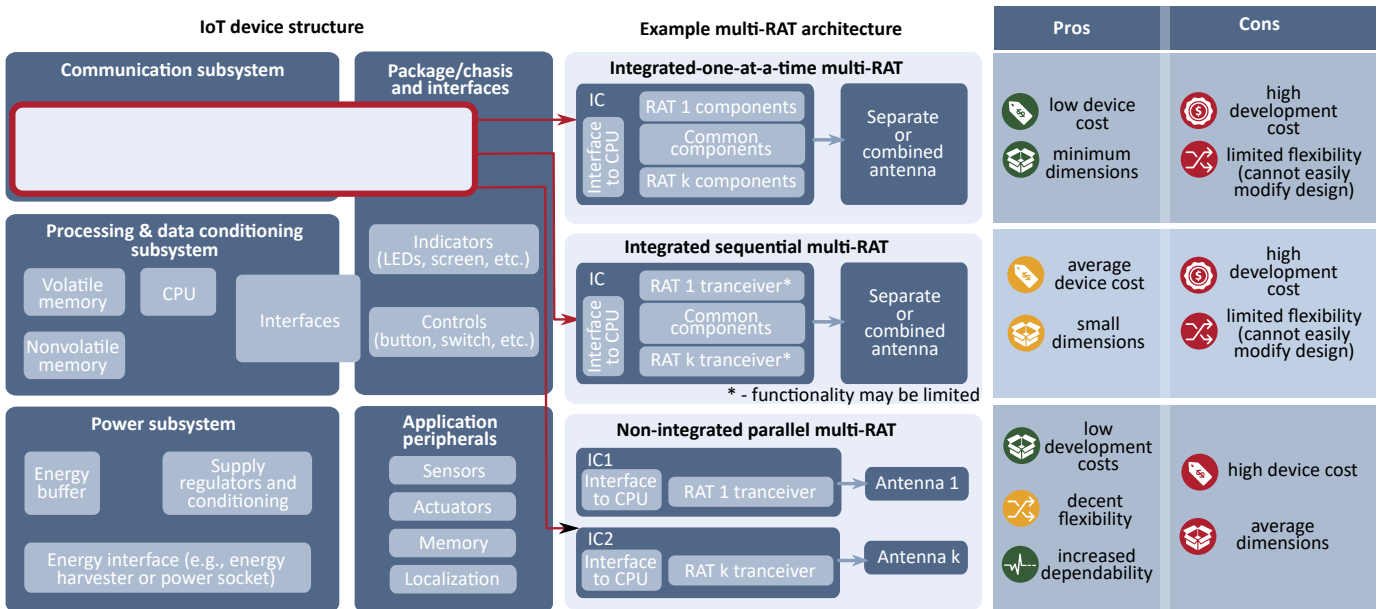 IoT device structure
Communication subsystem
Package/chasis
and interfaces
Processing & data conditioning
subsystem
Volatile
memory
CPU
Nonvolatile
memory
Interfaces
Indicators
(LEDs, screen, etc.)
Controls
(button, switch, etc.)
Power subsystem
Energy
buffer
Supply
regulators and
conditioning
Energy interface (e.g., energy
harvester or power socket)
Application
peripherals
Sensors
Actuators
Memory
Localization
Example multi-RAT architecture
Integrated-one-at-a-time multi-RAT
IC
Interface
to CPU
RAT 1 components
Common
components
RAT k components
Separate
or
combined
antenna
Integrated sequential multi-RAT
IC
Interface
to CPU
RAT 1 tranceiver*
Common
components
RAT k tranceiver*
Separate
or
combined
antenna
* - functionality may be limited
Non-integrated parallel multi-RAT
IC1
Interface
to CPU
RAT 1 tranceiver
Antenna 1
IC2
Interface
to CPU
RAT k tranceiver
Antenna k
Pros
Cons
low device
cost
minimum
dimensions
high
development
cost
limited flexibility
(cannot easily
modify design)
average
device cost
small
dimensions
high
development
cost
limited flexibility
(cannot easily
modify design)
low
development
costs
decent
flexibility
increased
dependability
high device cost
average
dimensions